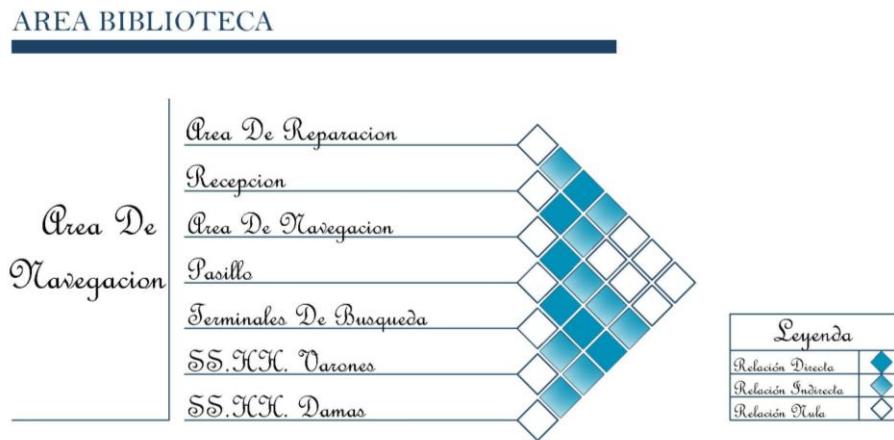 AREA BIBLIOTECA
Area De
Navegacion
Area De Reparacion
Recepcion
Area De Navegacion
Pasillo
Terminales De Busqueda
SS.HH. Varones
SS.HH. Damas
Leyenda
Relación Directa
Relación Indirecta
Relación Nula